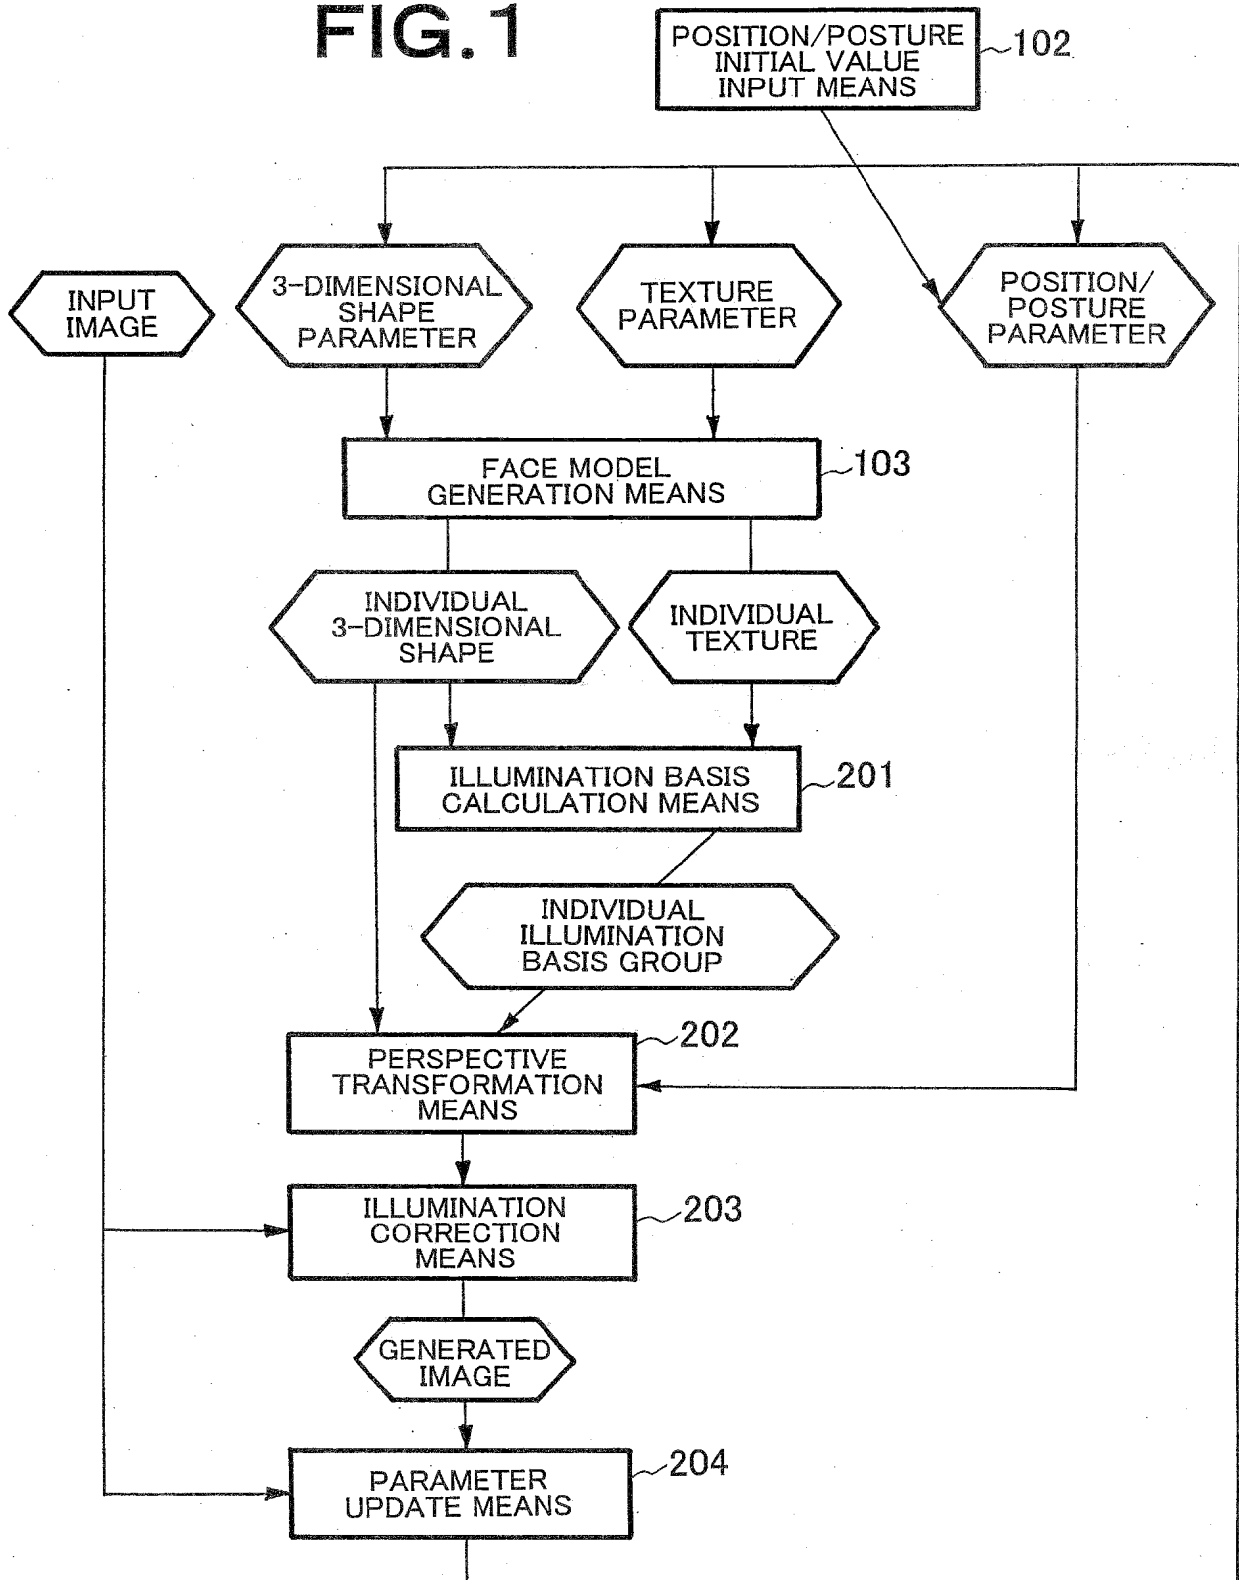 FIG. 1
POSITION/POSTURE
INITIAL VALUE
INPUT MEANS
102
INPUT
IMAGE
3-DIMENSIONAL
SHAPE
PARAMETER
TEXTURE
PARAMETER
POSITION/
POSTURE
PARAMETER
FACE MODEL
GENERATION MEANS
103
INDIVIDUAL
3-DIMENSIONAL
SHAPE
INDIVIDUAL
TEXTURE
ILLUMINATION BASIS
CALCULATION MEANS
201
INDIVIDUAL
ILLUMINATION
BASIS GROUP
PERSPECTIVE
TRANSFORMATION
MEANS
202
ILLUMINATION
CORRECTION
MEANS
203
GENERATED
IMAGE
PARAMETER
UPDATE MEANS
204